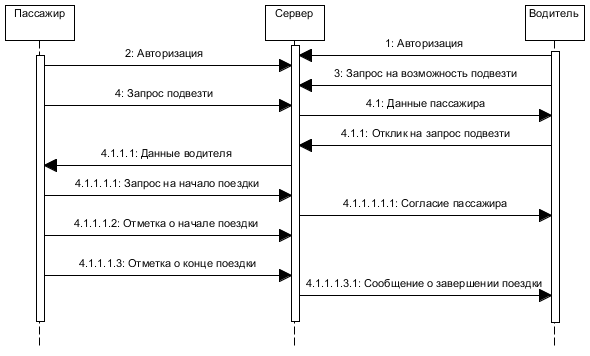 Пассажир
Сервер
Водитель
1: Авторизация
2: Авторизация
3: Запрос на возможность подвезти
4: Запрос подвезти
4.1: Данные пассажира
4.1.1: Отклик на запрос подвезти
4.1.1.1: Данные водителя
4.1.1.1.1: Запрос на начало поездки
4.1.1.1.1.1: Согласие пассажира
4.1.1.1.2: Отметка о начале поездки
4.1.1.1.3: Отметка о конце поездки
4.1.1.1.3.1: Сообщение о завершении поездки